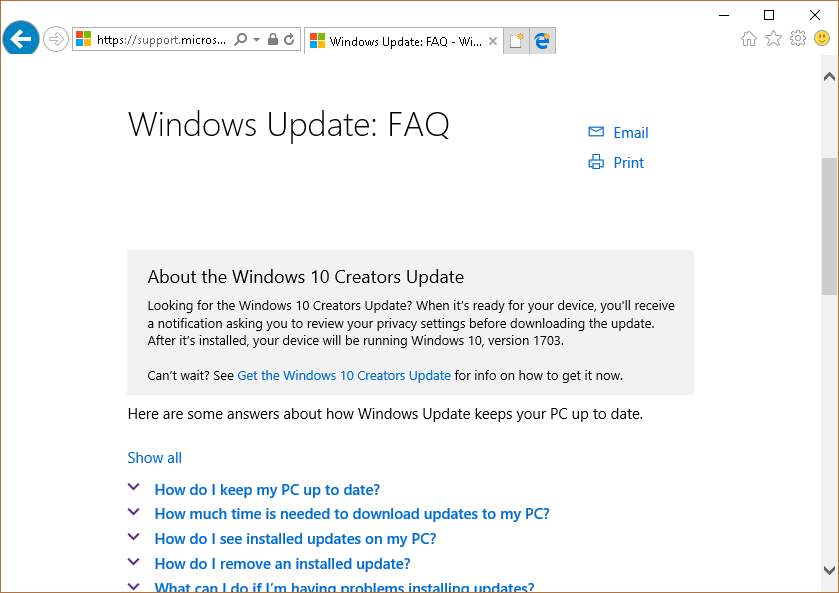 https://support.micros...
Windows Update: FAQ - Wi...
Windows Update: FAQ
Email
Print
About the Windows 10 Creators Update
Looking for the Windows 10 Creators Update? When it's ready for your device, you'll receive
a notification asking you to review your privacy settings before downloading the update.
After it's installed, your device will be running Windows 10, version 1703.
Can't wait? See Get the Windows 10 Creators Update for info on how to get it now.
Here are some answers about how Windows Update keeps your PC up to date.
Show all
How do I keep my PC up to date?
How much time is needed to download updates to my PC?
How do I see installed updates on my PC?
How do I remove an installed update?
What can I do if I'm having problems installing updates?